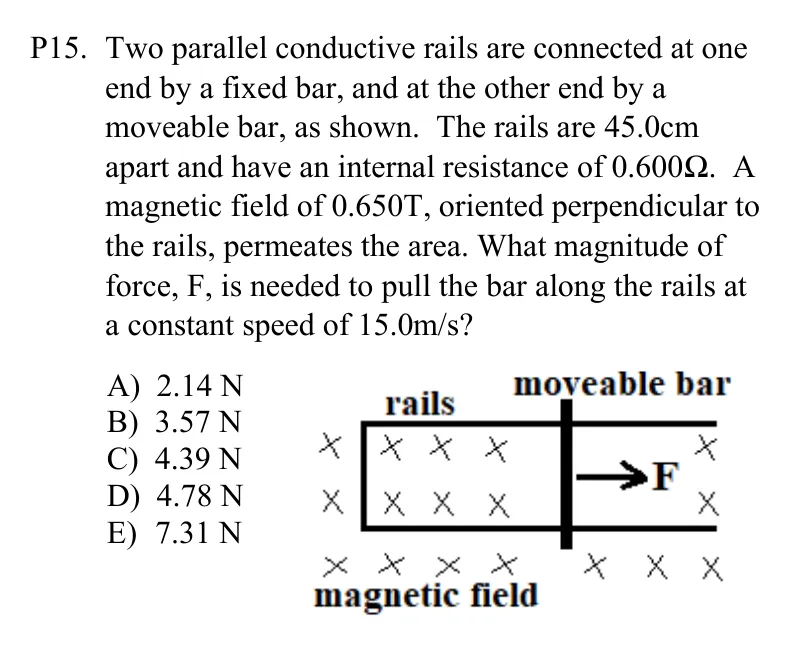 P15. Two parallel conductive rails are connected at one
end by a fixed bar, and at the other end by a
moveable bar, as shown. The rails are 45.0cm
apart and have an internal resistance of 0.600Ω. A
magnetic field of 0.650T, oriented perpendicular to
the rails, permeates the area. What magnitude of
force, F, is needed to pull the bar along the rails at
a constant speed of 15.0m/s?
A) 2.14 N
B) 3.57 N
C) 4.39 N
D) 4.78 N
E) 7.31 N
moveable bar
rails
X X X X X
F
X X X X X
X X X X X X X
magnetic field